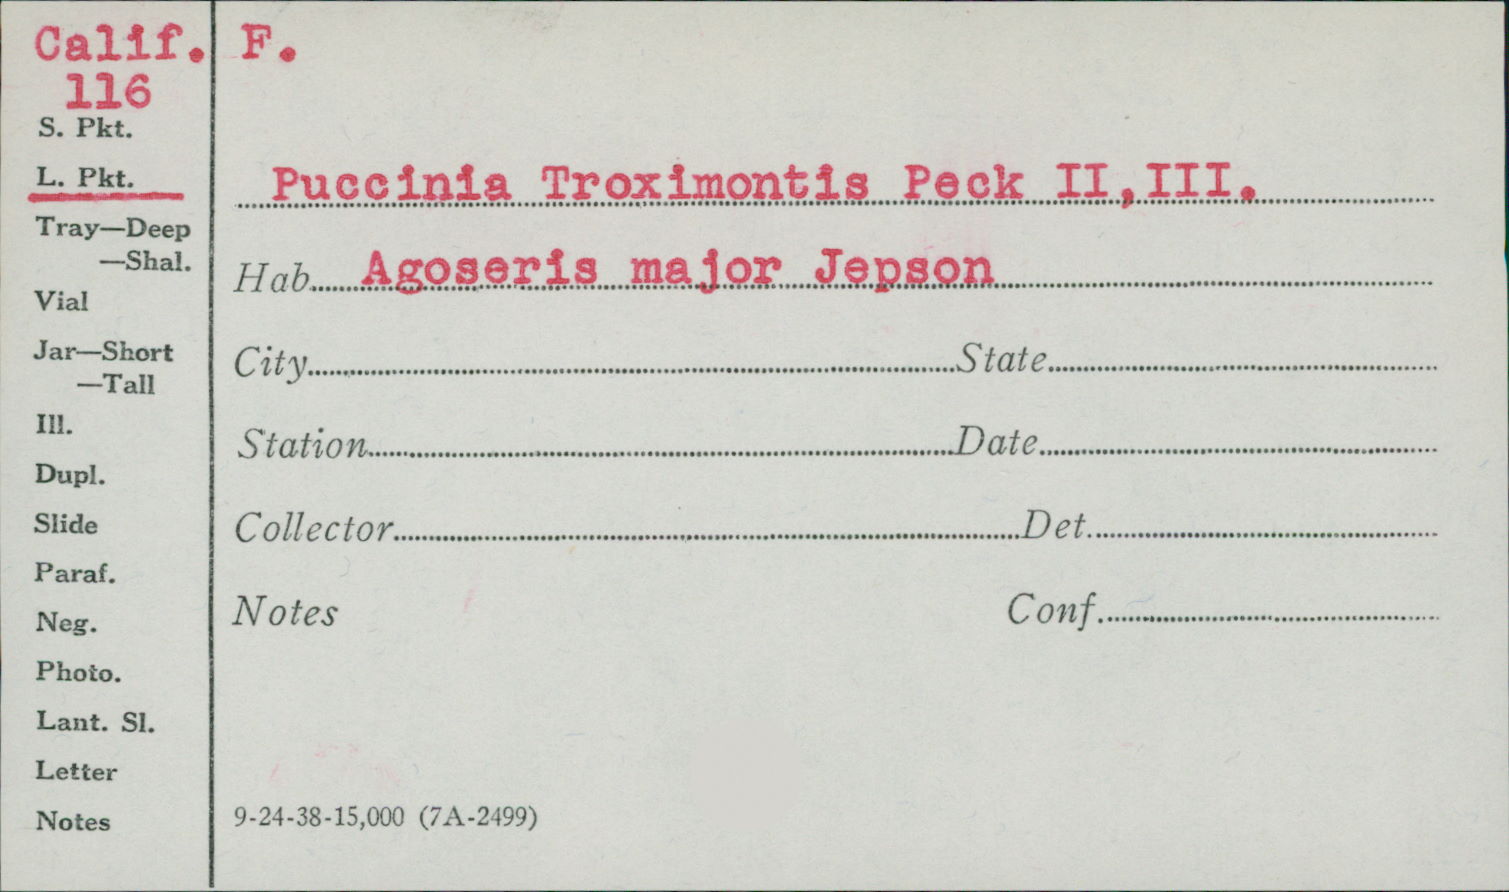 Calif. F.
116
S. Pkt.
L. Pkt.
Tray—Deep
—Shal.
Vial
Jar—Short
—Tall
Ill.
Dupl.
Slide
Paraf.
Neg.
Photo.
Lant. Sl.
Letter
Notes
Puccinia Troximontis Peck II,III.
Hab. Agoseris major Jepson
City State
Station Date
Collector Det.
Notes Conf.
9-24-38-15,000 (7A-2499)